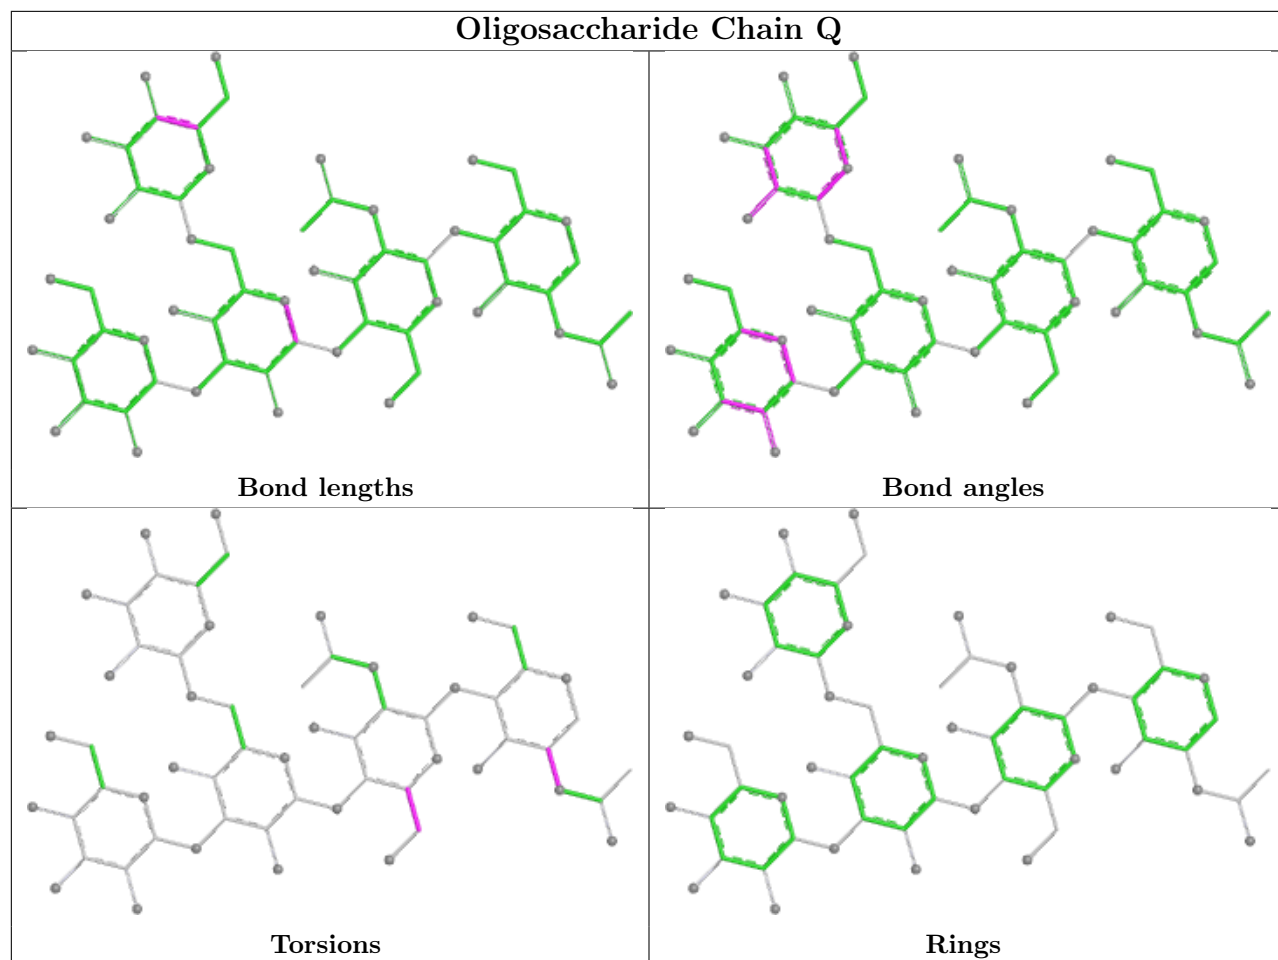 Oligosaccharide Chain Q
Bond lengths
Bond angles
Torsions
Rings